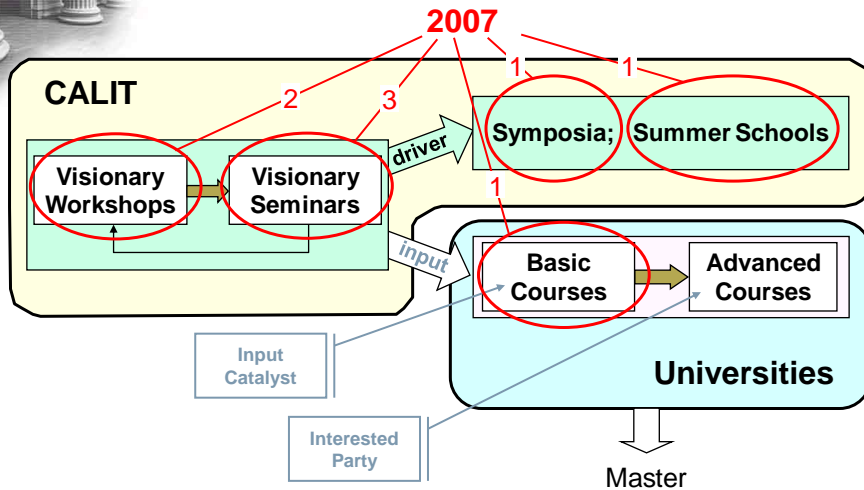 2007
1
1
2
3
CALIT
Symposia;
Summer Schools
driver
Visionary
Workshops
Visionary
Seminars
1
input
Basic
Courses
Advanced
Courses
Input
Catalyst
Universities
Interested
Party
Master